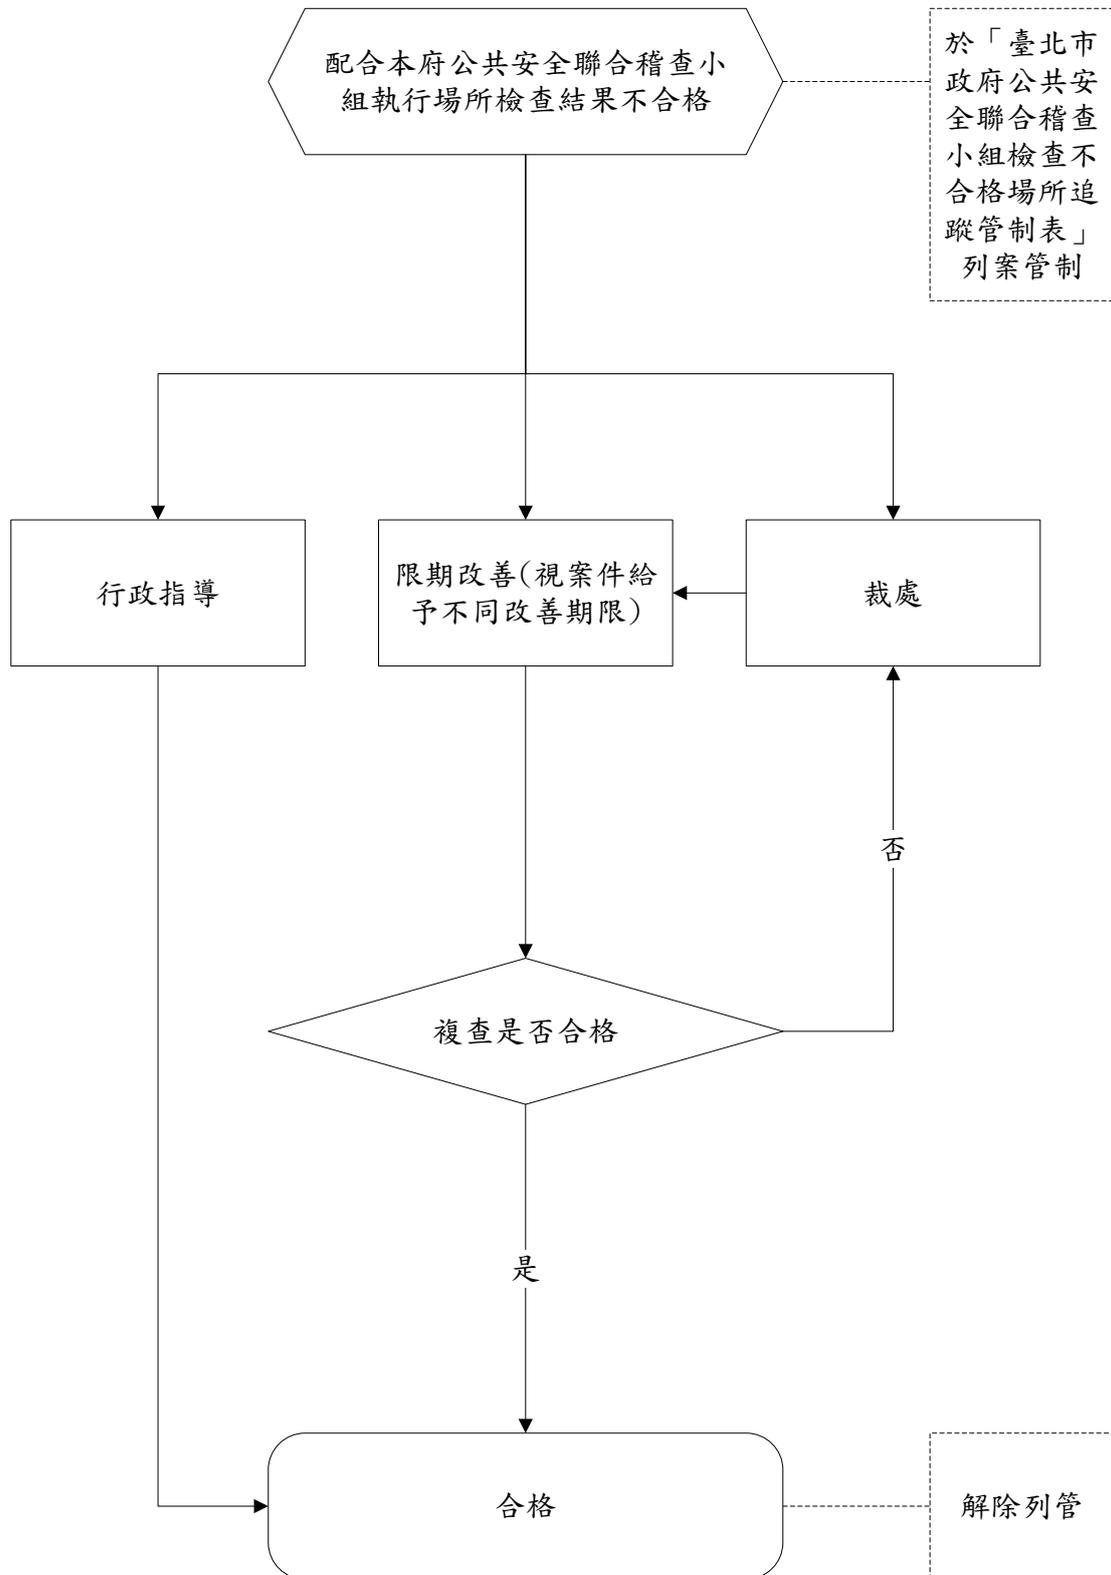 配合本府公共安全聯合稽查小
組執行場所檢查結果不合格
於「臺北市
政府公共安
全聯合稽查
小組檢查不
合格場所追
蹤管制表」
列案管制
行政指導
限期改善(視案件給
予不同改善期限)
裁處
否
複查是否合格
是
合格
解除列管